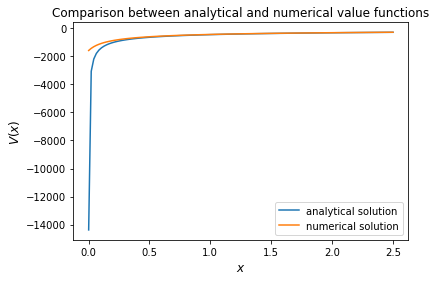 Comparison between analytical and numerical value functions
0
−2000
−4000
−6000
−8000
−10000
−12000
−14000
V(x)
analytical solution
numerical solution
0.0 0.5 1.0 1.5 2.0 2.5
x